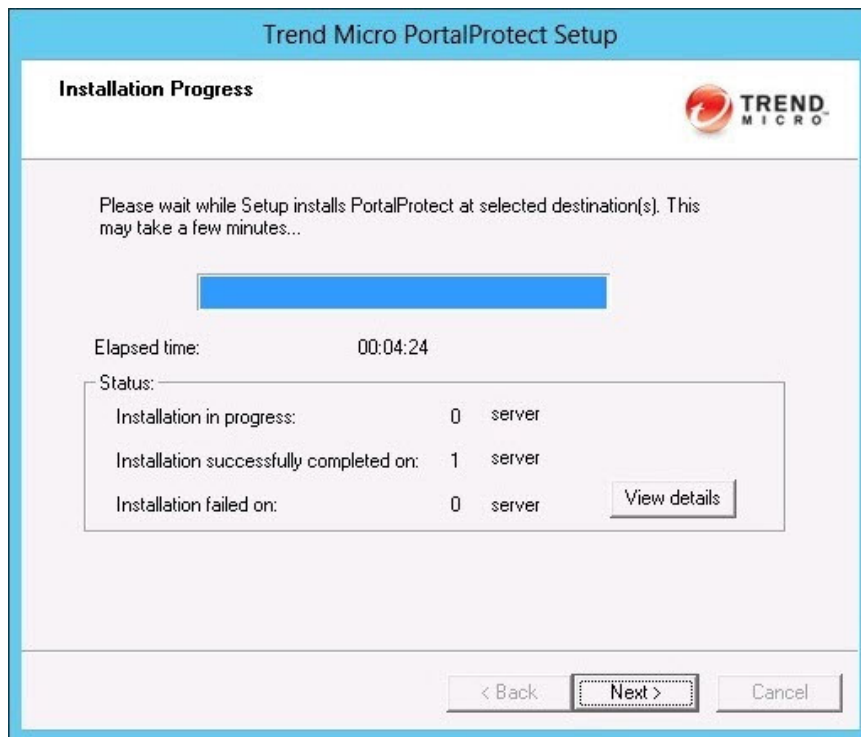 Trend Micro PortalProtect Setup
Installation Progress
TREND
MICRO™
Please wait while Setup installs PortalProtect at selected destination(s). This
may take a few minutes...
Elapsed time: 00:04:24
Status:
Installation in progress: 0 server
Installation successfully completed on: 1 server
Installation failed on: 0 server
View details
< Back Next > Cancel